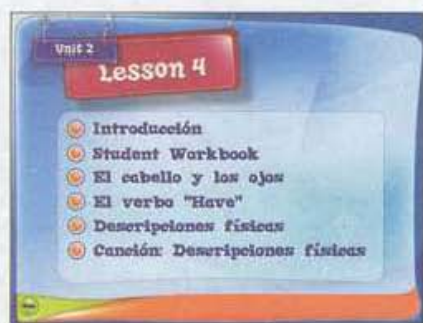 Unit 2
Lesson 4
Introducción
Student Workbook
El cabello y los ojos
El verbo "Have"
Descripciones físicas
Canción: Descripciones físicas